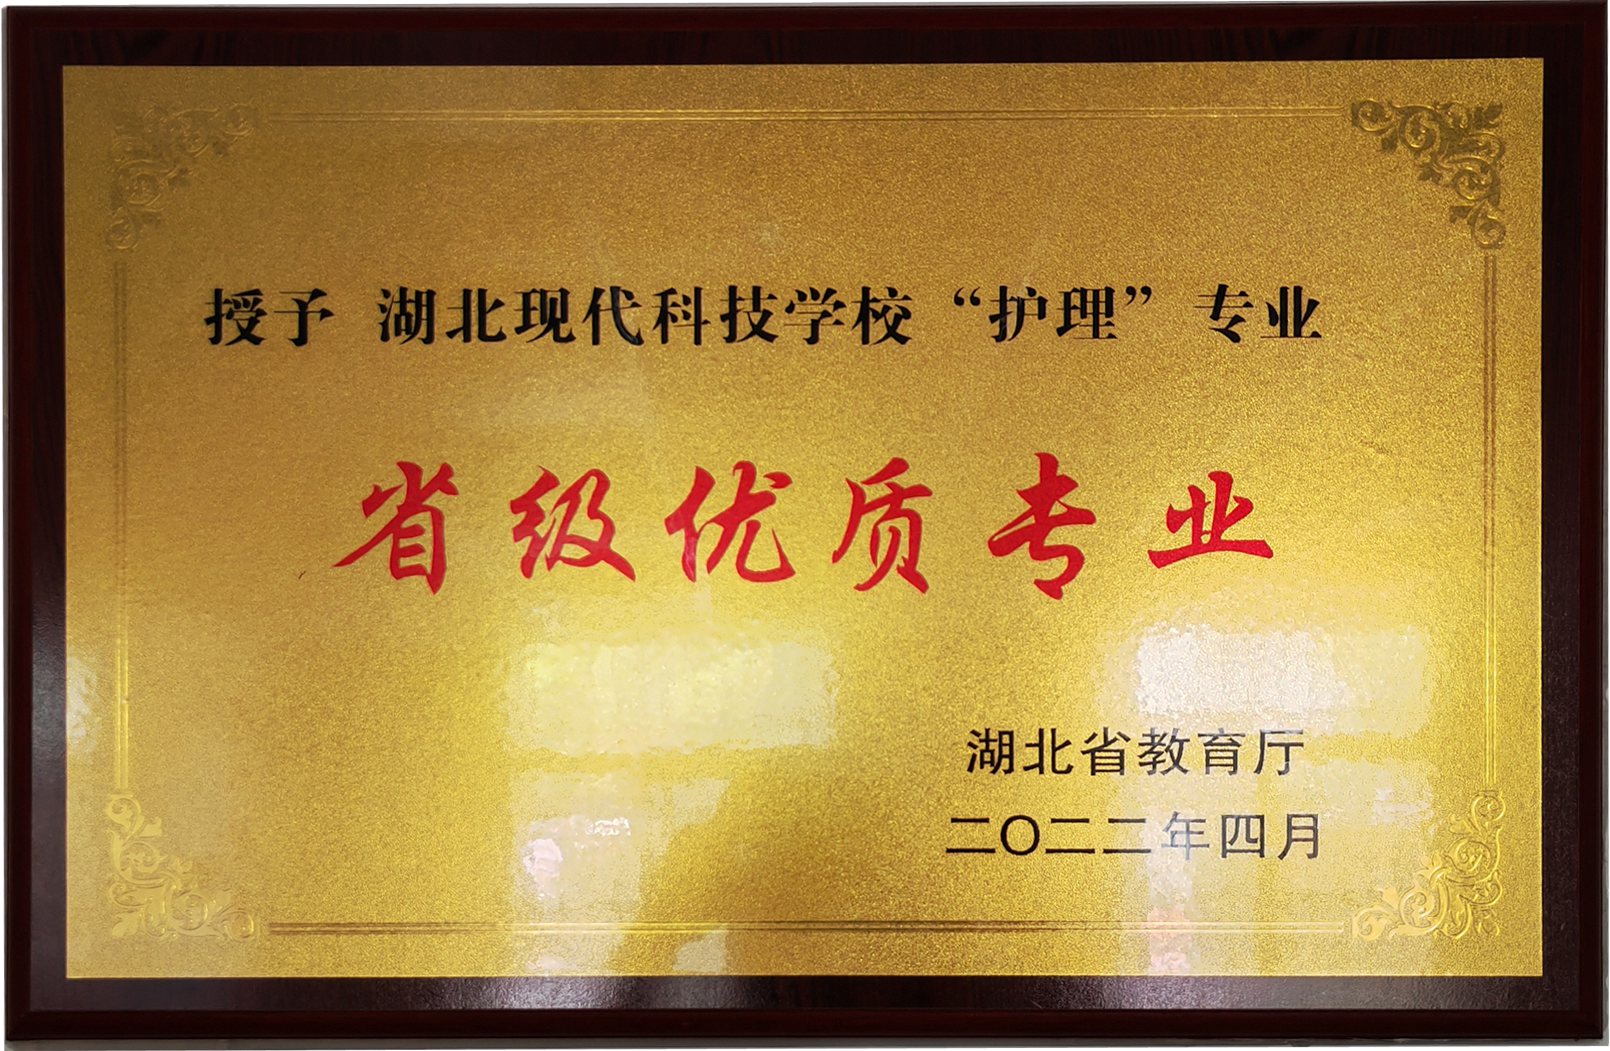 授予 湖北现代科技学校“护理”专业
省级优质专业
湖北省教育厅
二〇二二年四月